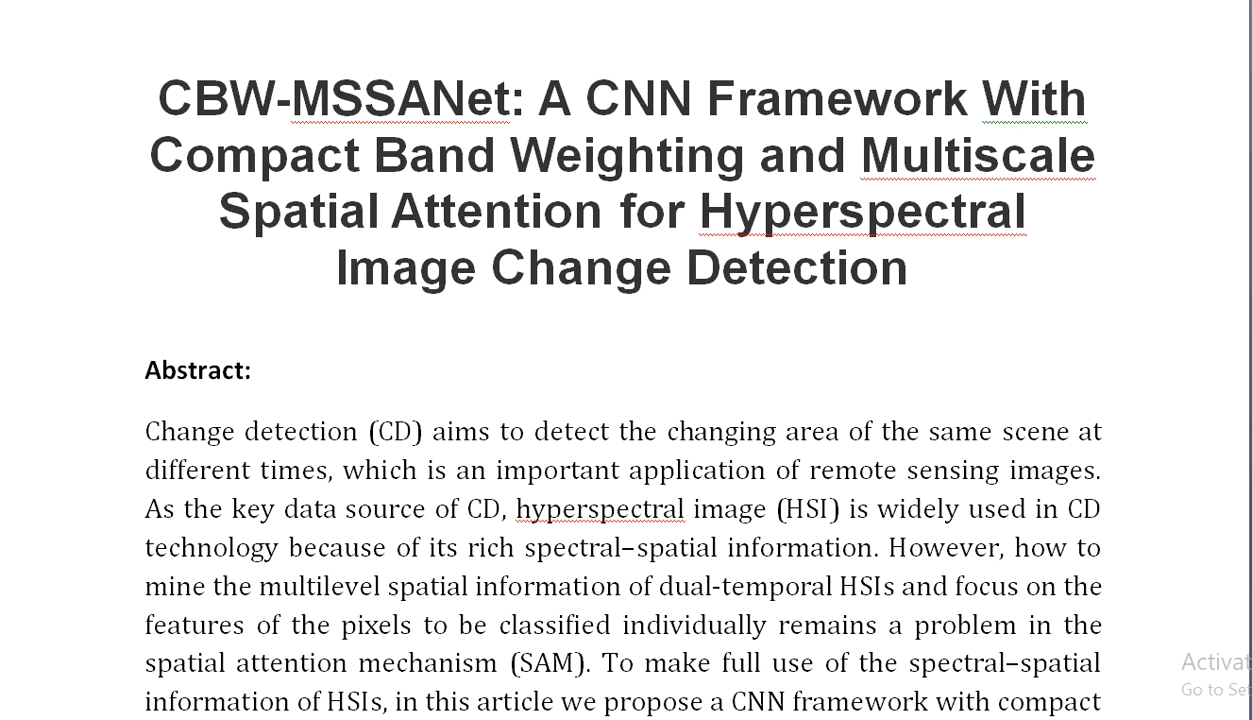 CBW-MSSANet: A CNN Framework With
Compact Band Weighting and Multiscale
Spatial Attention for Hyperspectral
Image Change Detection
Abstract:
Change detection (CD) aims to detect the changing area of the same scene at
different times, which is an important application of remote sensing images.
As the key data source of CD, hyperspectral image (HSI) is widely used in CD
technology because of its rich spectral–spatial information. However, how to
mine the multilevel spatial information of dual-temporal HSIs and focus on the
features of the pixels to be classified individually remains a problem in the
spatial attention mechanism (SAM). To make full use of the spectral–spatial
information of HSIs, in this article we propose a CNN framework with compact
Activat
Go to Se